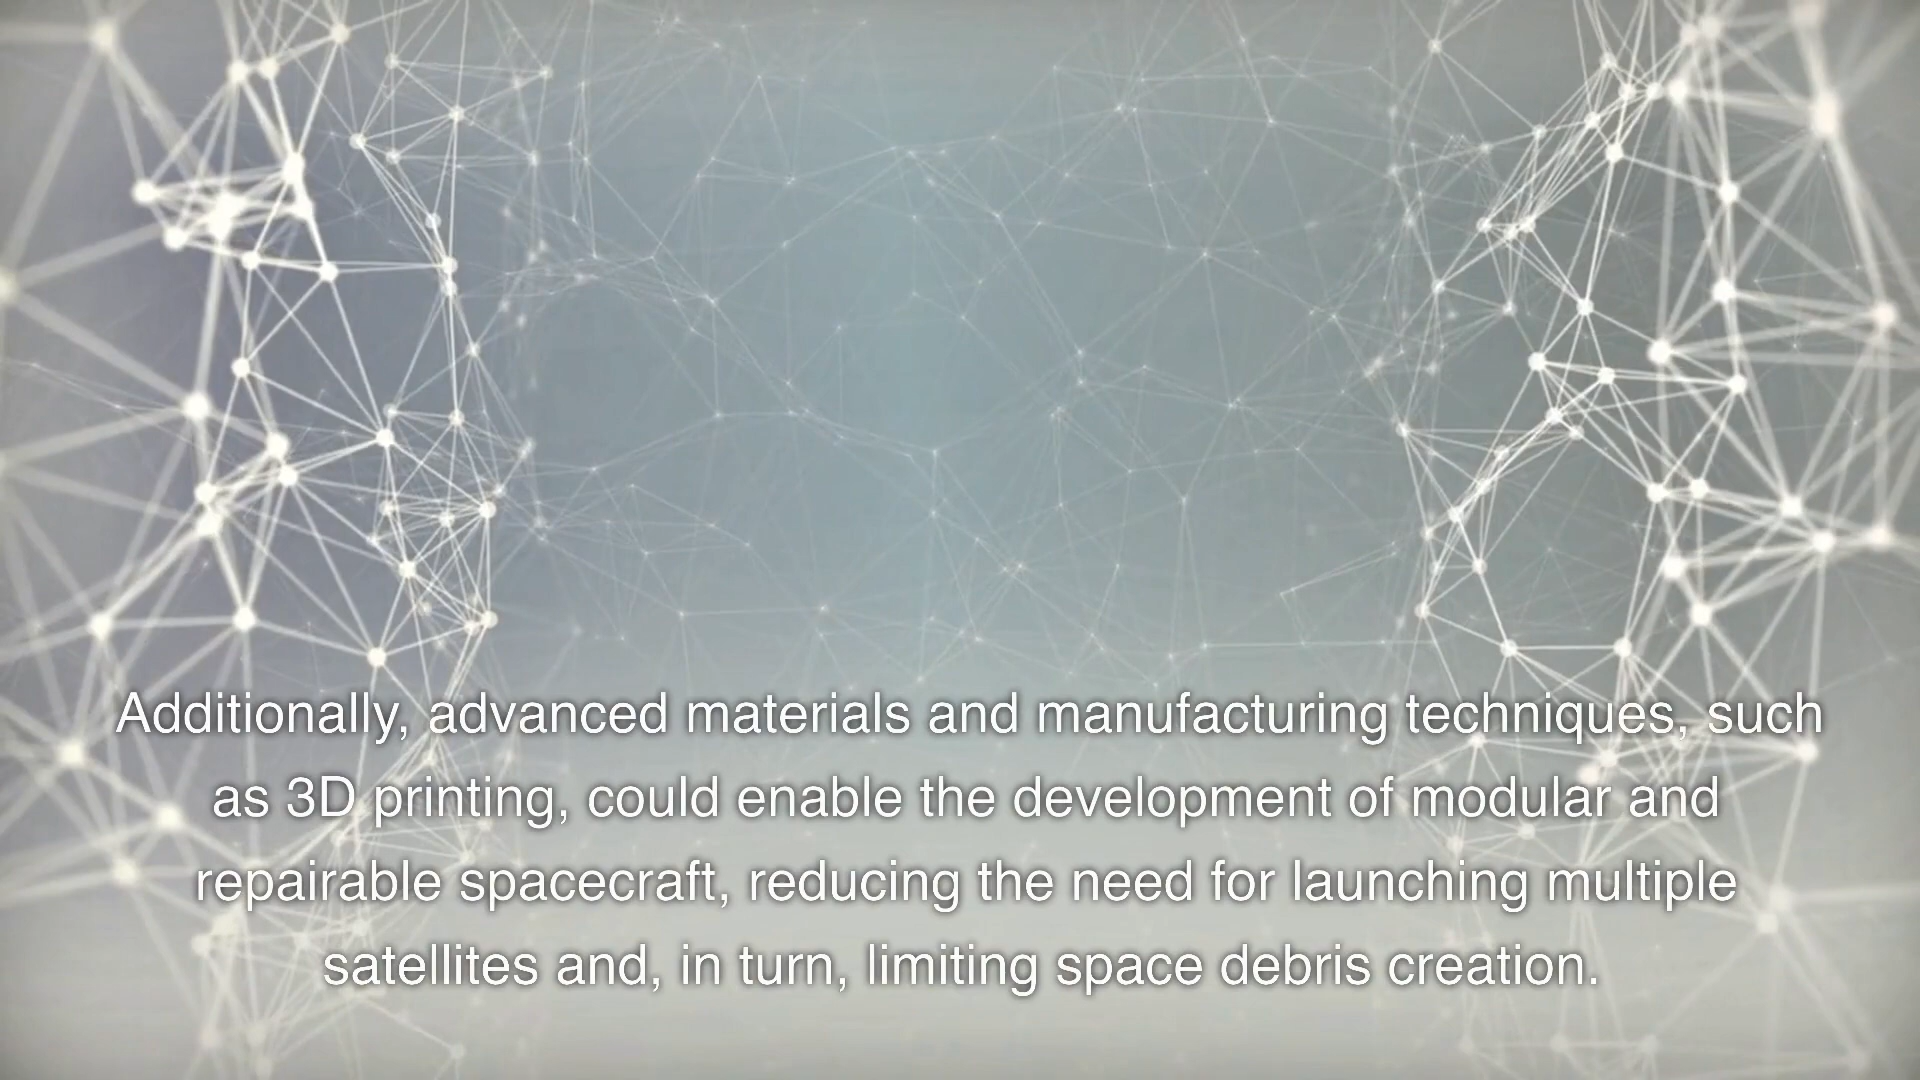 Additionally, advanced materials and manufacturing techniques, such
as 3D printing, could enable the development of modular and
repairable spacecraft, reducing the need for launching multiple
satellites and, in turn, limiting space debris creation.